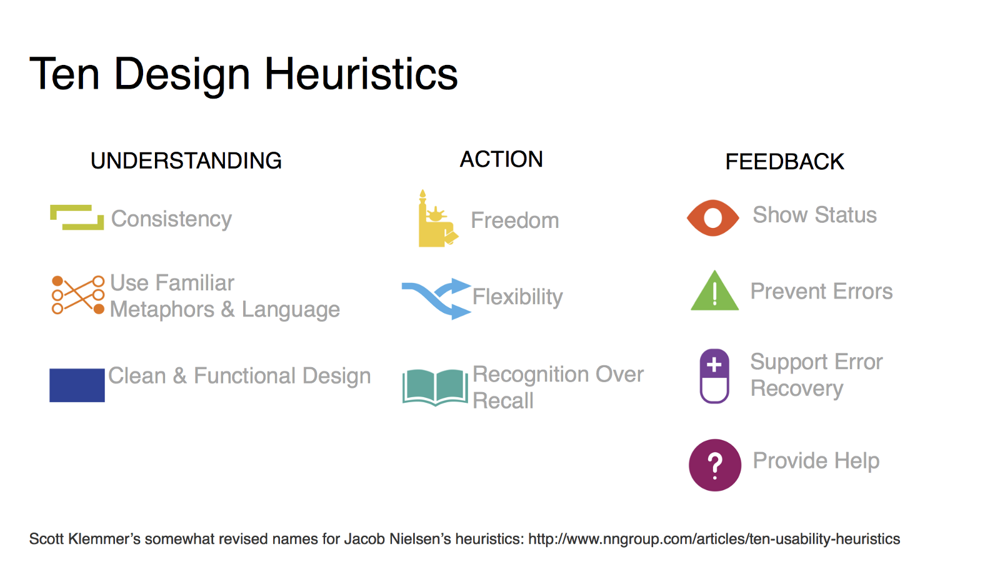 Ten Design Heuristics
UNDERSTANDING
Consistency
Use Familiar
Metaphors & Language
Clean & Functional Design
ACTION
Freedom
Flexibility
Recognition Over
Recall
FEEDBACK
Show Status
Prevent Errors
Support Error
Recovery
Provide Help
Scott Klemmer’s somewhat revised names for Jacob Nielsen’s heuristics: http://www.nngroup.com/articles/ten-usability-heuristics